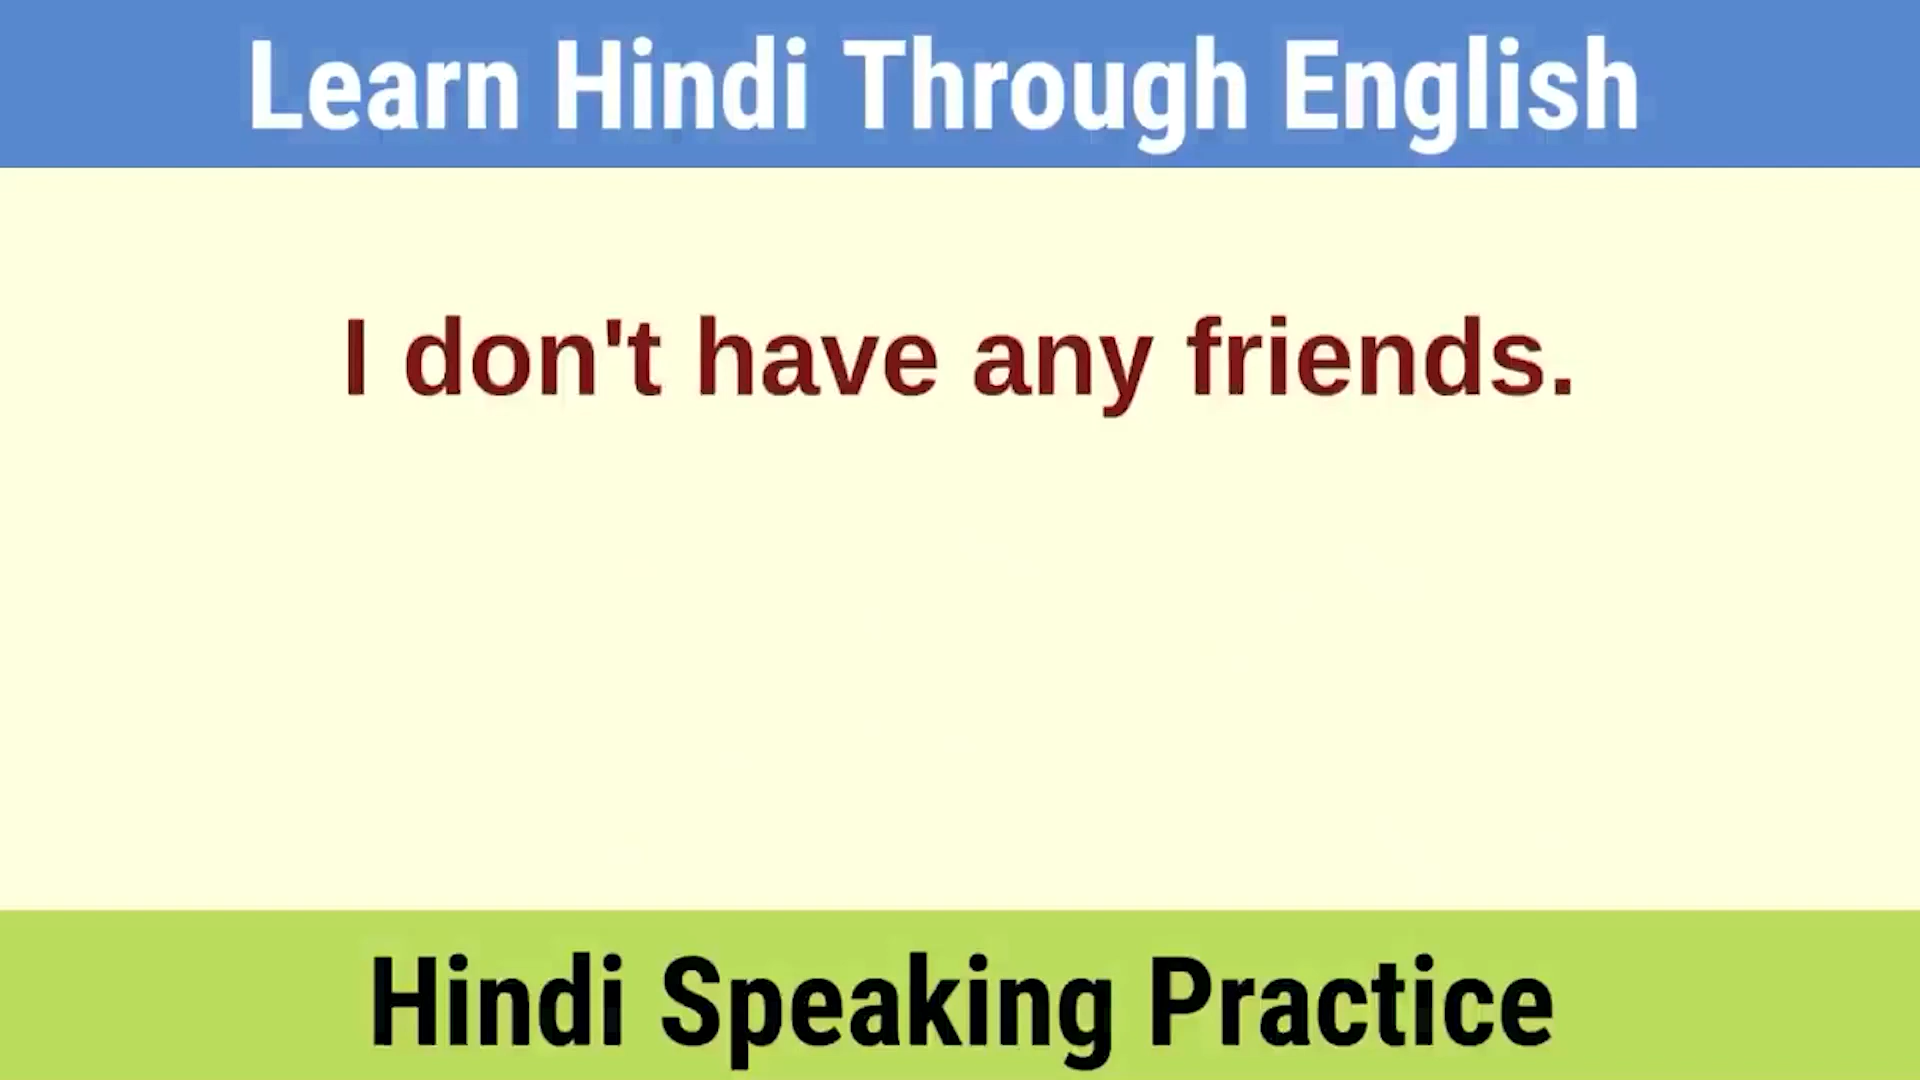 Learn Hindi Through English
I don't have any friends.
Hindi Speaking Practice